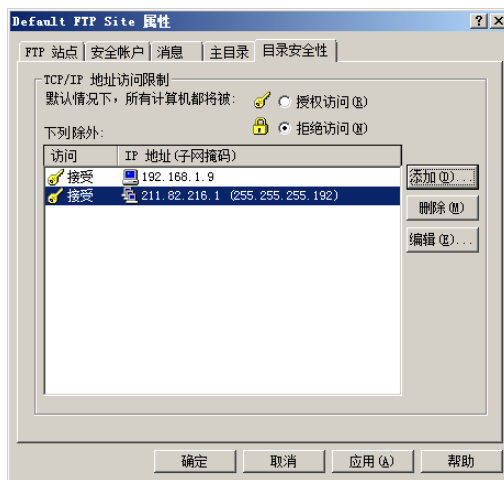 Default FTP Site 属性
FTP 站点 安全帐户 消息 主目录 目录安全性
TCP/IP 地址访问限制
默认情况下，所有计算机都将被: 授权访问(R)
拒绝访问(N)
下列除外:
访问 IP 地址(子网掩码)
接受 192.168.1.9
接受 211.82.216.1 (255.255.255.192)
添加(D)...
删除(M)
编辑(E)...
确定 取消 应用(A) 帮助